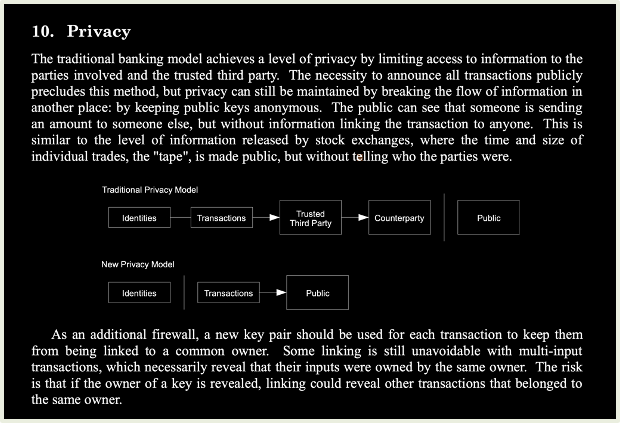 10. Privacy
The traditional banking model achieves a level of privacy by limiting access to information to the
parties involved and the trusted third party. The necessity to announce all transactions publicly
precludes this method, but privacy can still be maintained by breaking the flow of information in
another place: by keeping public keys anonymous. The public can see that someone is sending
an amount to someone else, but without information linking the transaction to anyone. This is
similar to the level of information released by stock exchanges, where the time and size of
individual trades, the "tape", is made public, but without telling who the parties were.
Traditional Privacy Model
Identities
Transactions
Trusted
Third Party
Counterparty
Public
New Privacy Model
Identities
Transactions
Public
As an additional firewall, a new key pair should be used for each transaction to keep them
from being linked to a common owner. Some linking is still unavoidable with multi-input
transactions, which necessarily reveal that their inputs were owned by the same owner. The risk
is that if the owner of a key is revealed, linking could reveal other transactions that belonged to
the same owner.